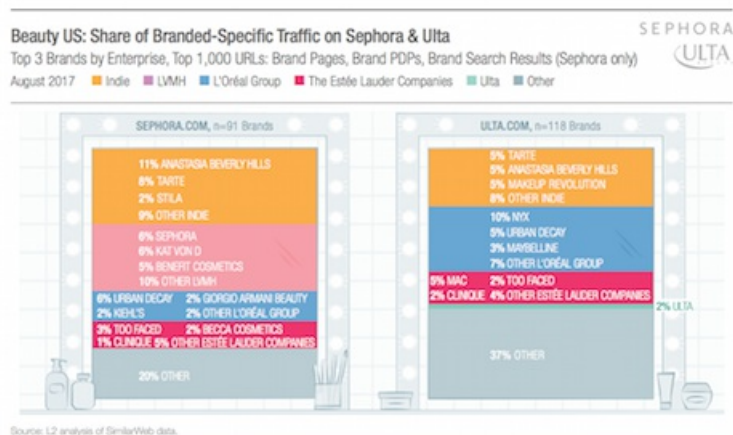 SEPHORA
Beauty US: Share of Branded-Specific Traffic on Sephora & Ulta
ULTA
Top 3 Brands by Enterprise, Top 1,000 URLs: Brand Pages, Brand PDPs, Brand Search Results (Sephora only)
August 2017 Indie LVMH L'Oréal Group The Estée Lauder Companies Ulta Other
SEPHORA.COM, n=91 Brands
11% ANASTASIA BEVERLY HILLS
8% TARTE
2% STILA
9% OTHER INDIE
6% SEPHORA
6% KAT VON D
5% BENEFIT COSMETICS
10% OTHER LVMH
6% URBAN DECAY 2% GIORGIO ARMANI BEAUTY
2% KIEHL'S 2% OTHER L'ORÉAL GROUP
3% TOO FACED 2% BECCA COSMETICS
1% CLINIQUE 5% OTHER ESTÉE LAUDER COMPANIES
20% OTHER
ULTA.COM, n=118 Brands
5% TARTE
5% ANASTASIA BEVERLY HILLS
5% MAKEUP REVOLUTION
8% OTHER INDIE
10% NYX
5% URBAN DECAY
3% MAYBELLINE
7% OTHER L'ORÉAL GROUP
5% MAC 2% TOO FACED
2% CLINIQUE 4% OTHER ESTÉE LAUDER COMPANIES
2% ULTA
37% OTHER
Source: L2 analysis of SimilarWeb data.